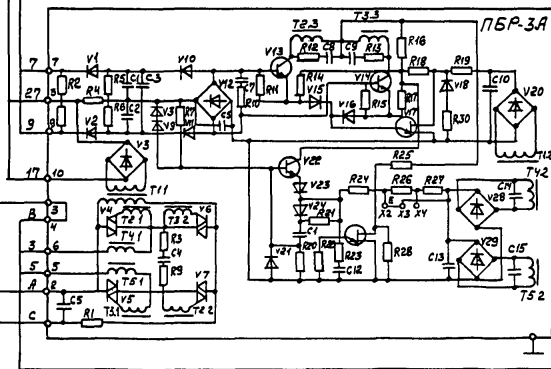 T2.3
T3.3
ПБР-3А
V13
R12
C8
C9
R13
R16
7
7
V1
V10
R2
R5
C1
C3
V12
R11
R14
V14
R18
R19
27
3
R4
R10
V15
R15
R17
V18
C10
V20
R6
C2
V3
V9
R7
C5
V16
V17
R30
9
9
V2
V11
V3
V22
R25
T1.2
17
10
T1.1
V23
R24
R26
R27
T4.2
C14
V28
V4
T2.1
T3.2
V6
V24
R21
E
X2
X3
X4
B
3
4
T4.1
R3
C4
C1
V29
C15
3
6
R9
V21
R20
R22
R23
R28
C13
5
5
T5.1
V7
C12
A
2
C5
V5
T3.1
T2.2
T5.2
C
R1